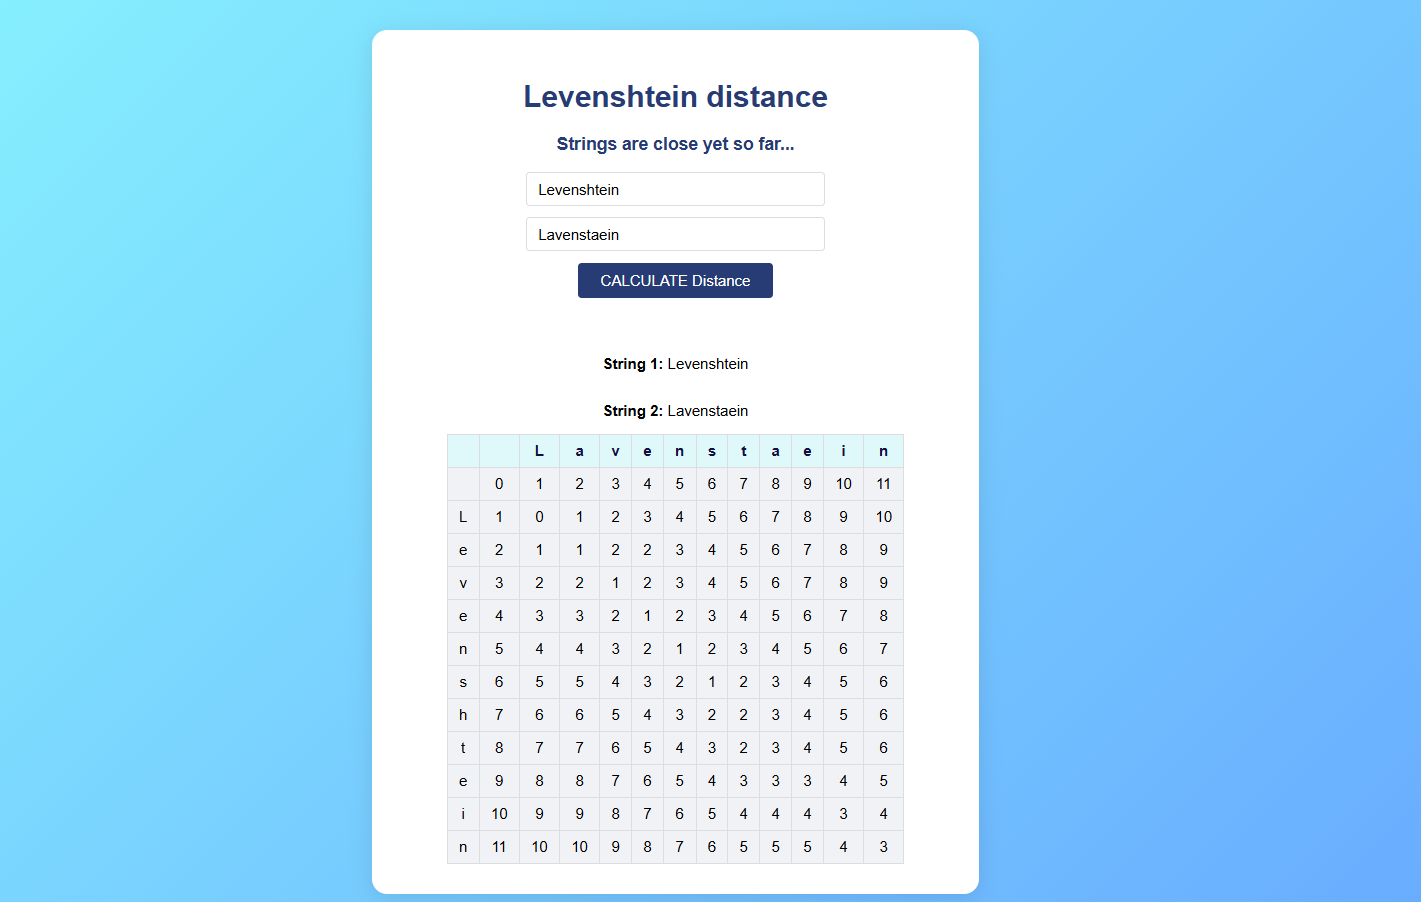 Levenshtein distance
Strings are close yet so far...
Levenshtein
Lavenstaein
CALCULATE Distance
String 1: Levenshtein
String 2: Lavenstaein
L a v e n s t a e i n
0 1 2 3 4 5 6 7 8 9 10 11
L 1 0 1 2 3 4 5 6 7 8 9 10
e 2 1 1 2 2 3 4 5 6 7 8 9
v 3 2 2 1 2 3 4 5 6 7 8 9
e 4 3 3 2 1 2 3 4 5 6 7 8
n 5 4 4 3 2 1 2 3 4 5 6 7
s 6 5 5 4 3 2 1 2 3 4 5 6
h 7 6 6 5 4 3 2 2 3 4 5 6
t 8 7 7 6 5 4 3 2 3 4 5 6
e 9 8 8 7 6 5 4 3 3 3 4 5
i 10 9 9 8 7 6 5 4 4 4 3 4
n 11 10 10 9 8 7 6 5 5 5 4 3